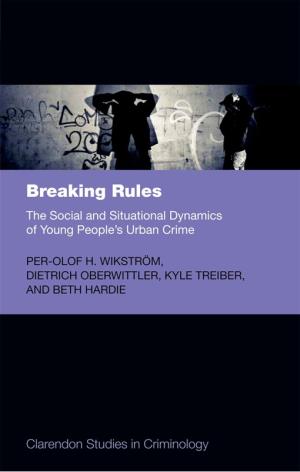 Breaking Rules
The Social and Situational Dynamics
of Young People's Urban Crime
PER-OLOF H. WIKSTRÖM,
DIETRICH OBERWITTLER, KYLE TREIBER,
AND BETH HARDIE
Clarendon Studies in Criminology